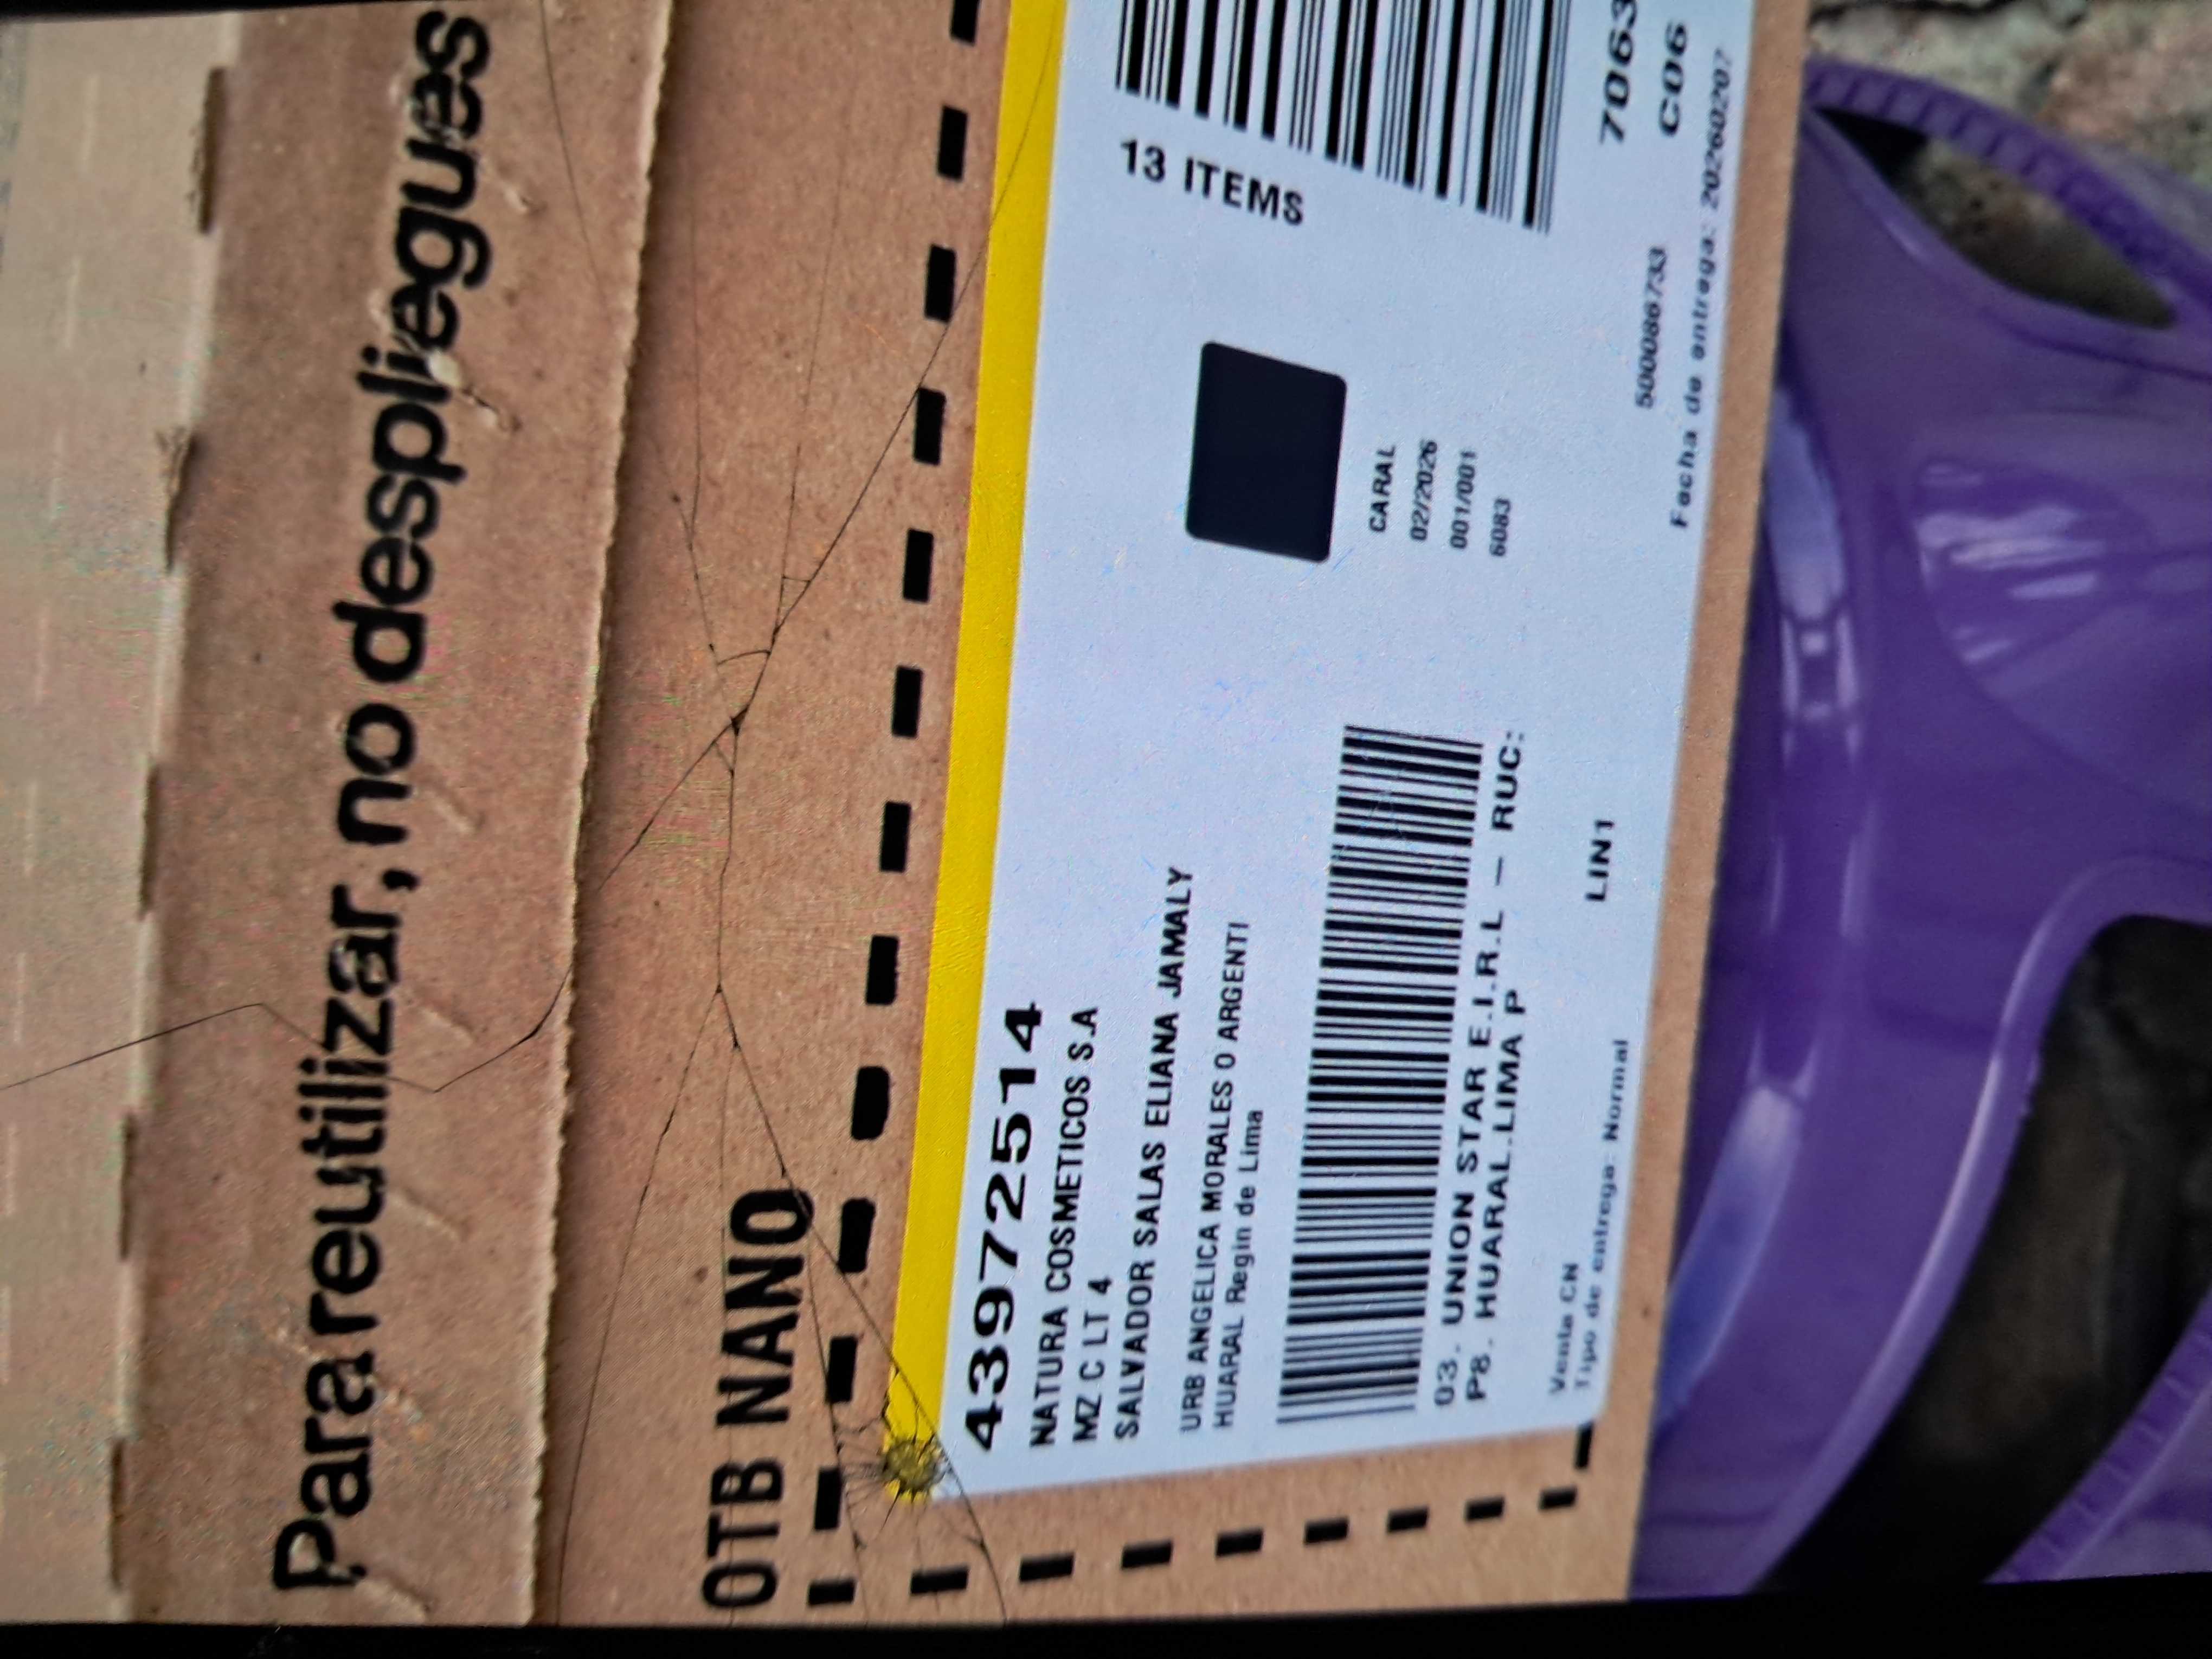 Para reutilizar, no despliegues
OTB NANO
439725514
NATURA COSMETICOS S.A
MZ C LT 4
SALVADOR SALAS ELIANA JAMALY
URB ANGELICA MORALES O ARGENTI
HUARAL Regin de Lima
03. UNION STAR E.I.R.L - RUC:
P8. HUARAL.LIMA P
Venta CN
Tipo de entrega: Normal
LIN1
13 ITEMS
CARAL
02/2026
001/001
6083
7063
C06
500086733
Fecha de entrega: 20260207